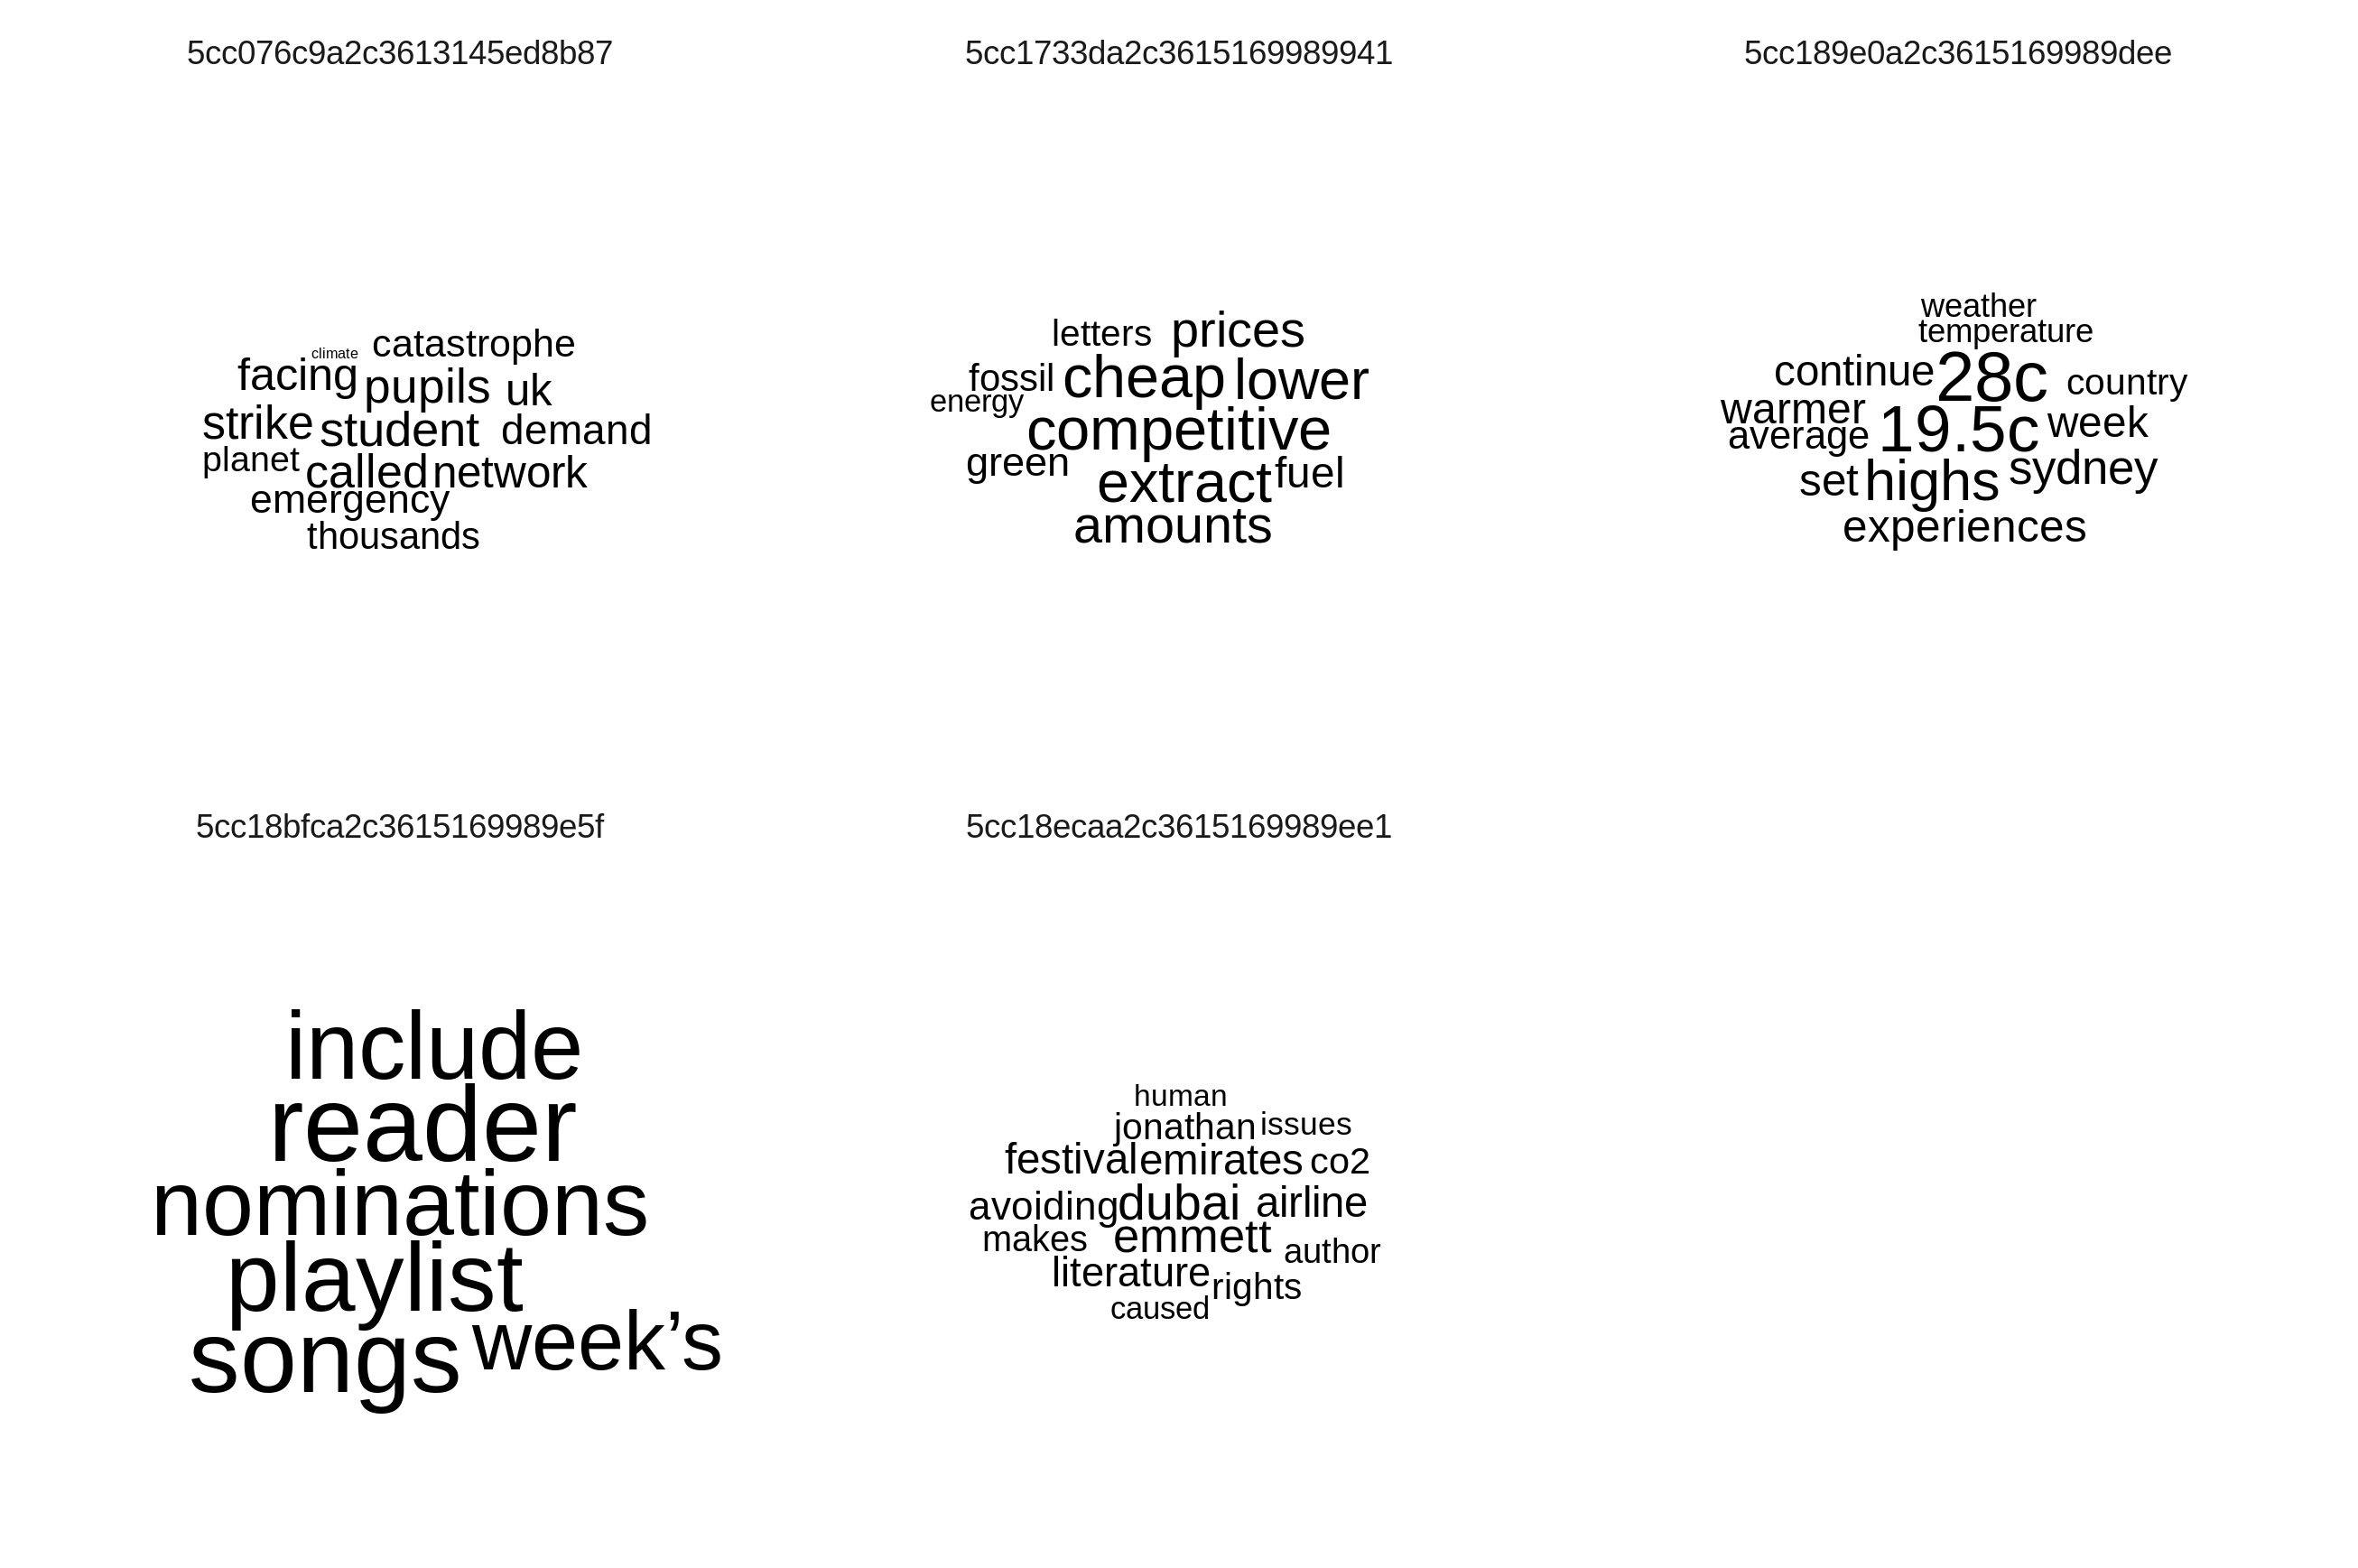 5cc076c9a2c3613145ed8b87
climate catastrophe
facing pupils uk
strike student demand
planet called network
emergency
thousands
5cc1733da2c3615169989941
letters prices
fossil cheap lower
energy competitive
green extract fuel
amounts
5cc189e0a2c3615169989dee
weather
temperature
continue 28c country
warmer 19.5c week
average
set highs sydney
experiences
5cc18bfca2c3615169989e5f
include
reader
nominations
playlist
songs week’s
5cc18ecaa2c3615169989ee1
human
jonathan issues
festival emirates co2
avoiding dubai airline
makes emmett author
literature rights
caused